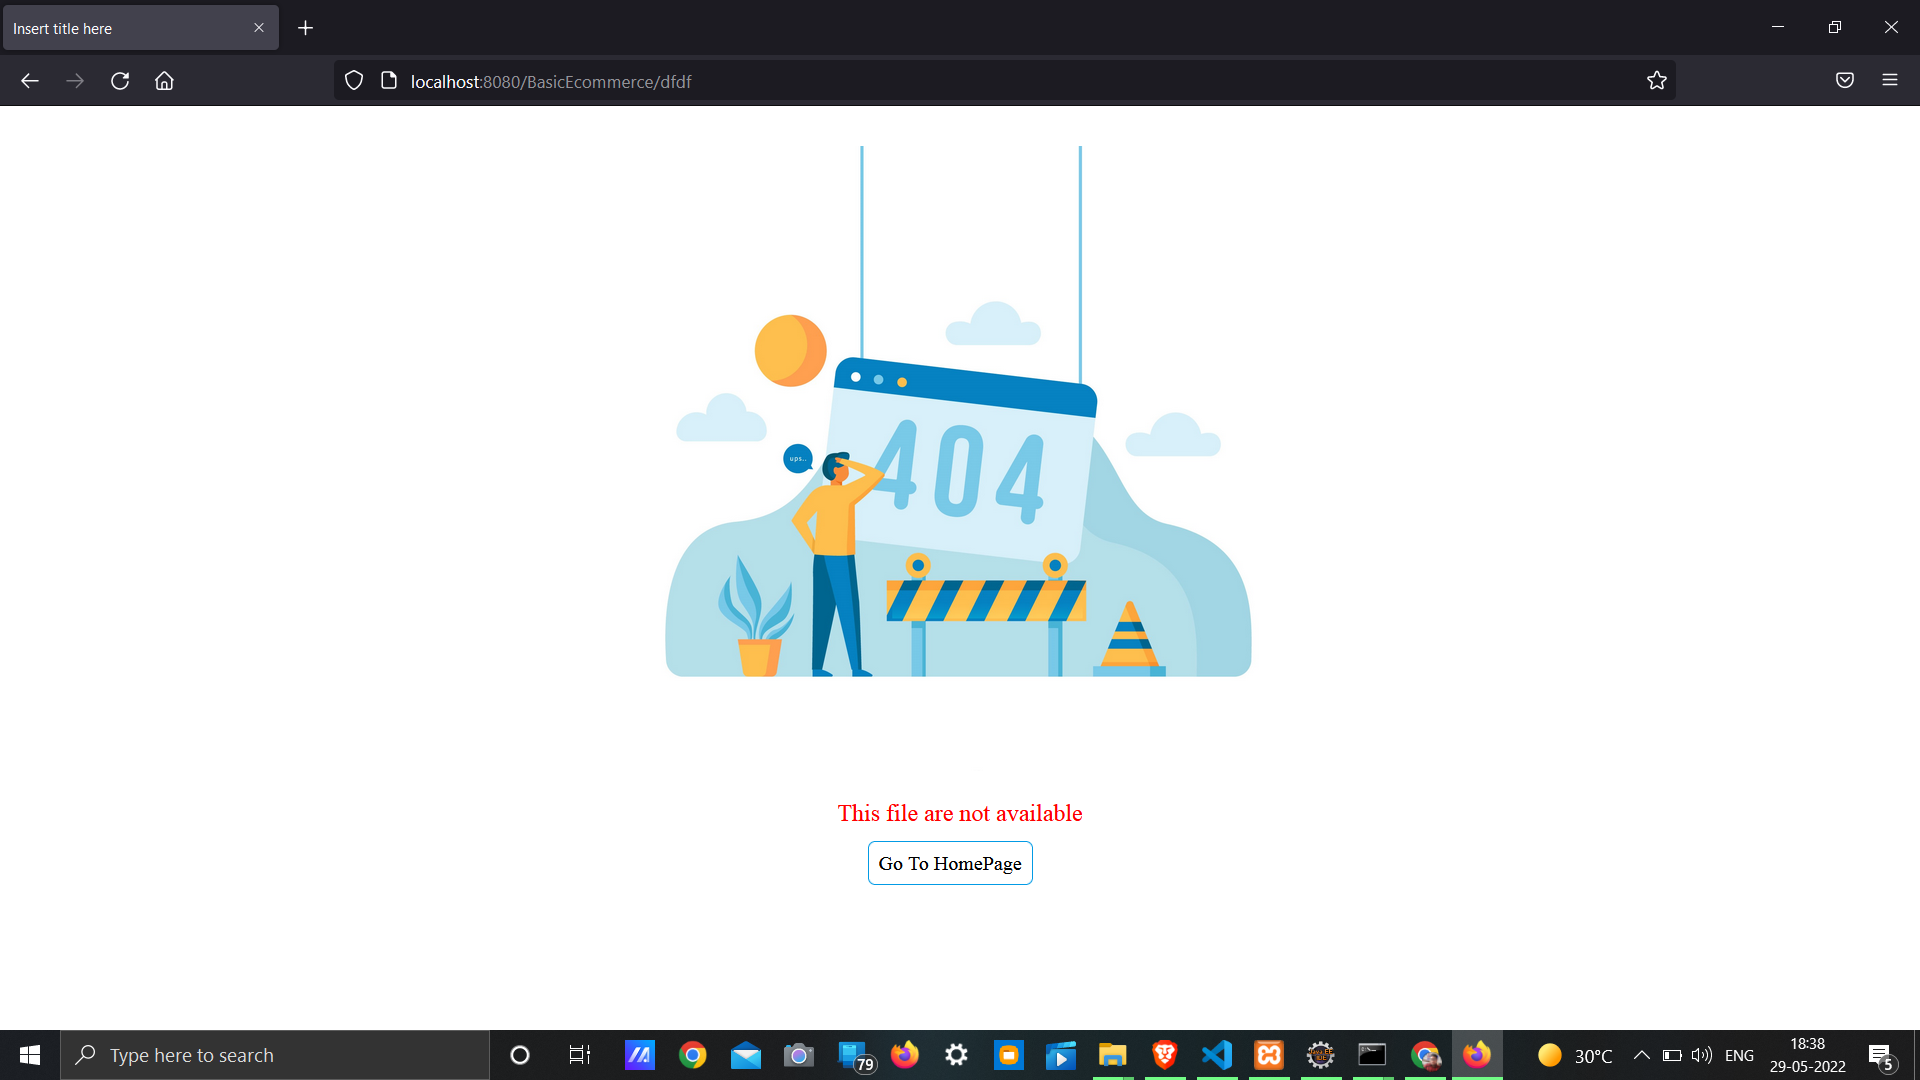 Insert title here
localhost:8080/BasicEcommerce/dfdf
404
ups..
This file are not available
Go To HomePage
Type here to search
79
30°C
ENG
18:38
29-05-2022
5